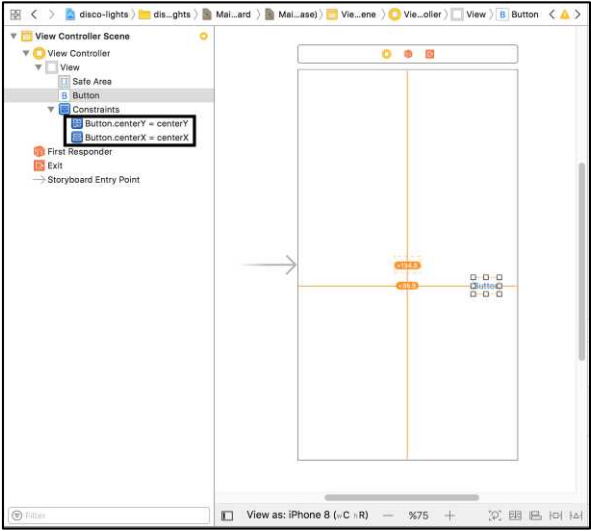 disco-lights dis...ghts Mai...ard Mai...ase) Vie...ene Vie...oller View B Button
View Controller Scene
View Controller
View
Safe Area
B Button
Constraints
Button.centerY = centerY
Button.centerX = centerX
First Responder
Exit
Storyboard Entry Point
Button
Filter
View as: iPhone 8 (wC hR) — %75 +